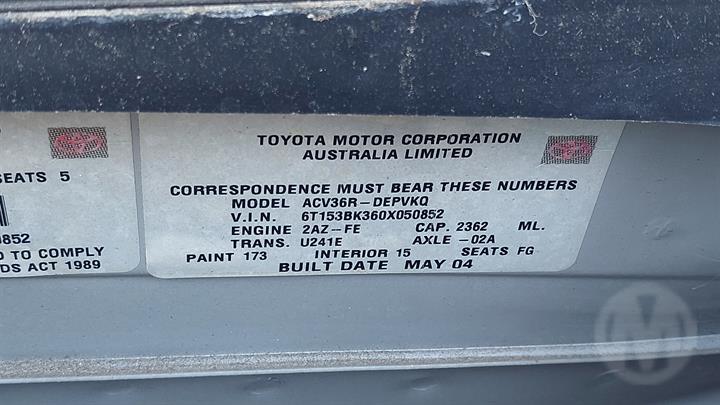 SEATS 5
0852
D TO COMPLY
DS ACT 1989
TOYOTA MOTOR CORPORATION
AUSTRALIA LIMITED
CORRESPONDENCE MUST BEAR THESE NUMBERS
MODEL ACV36R-DEPVKQ
V.I.N. 6T153BK360X050852
ENGINE 2AZ--FE CAP. 2362 ML.
TRANS. U241E AXLE -02A
PAINT 173 INTERIOR 15 SEATS FG
BUILT DATE MAY 04
M